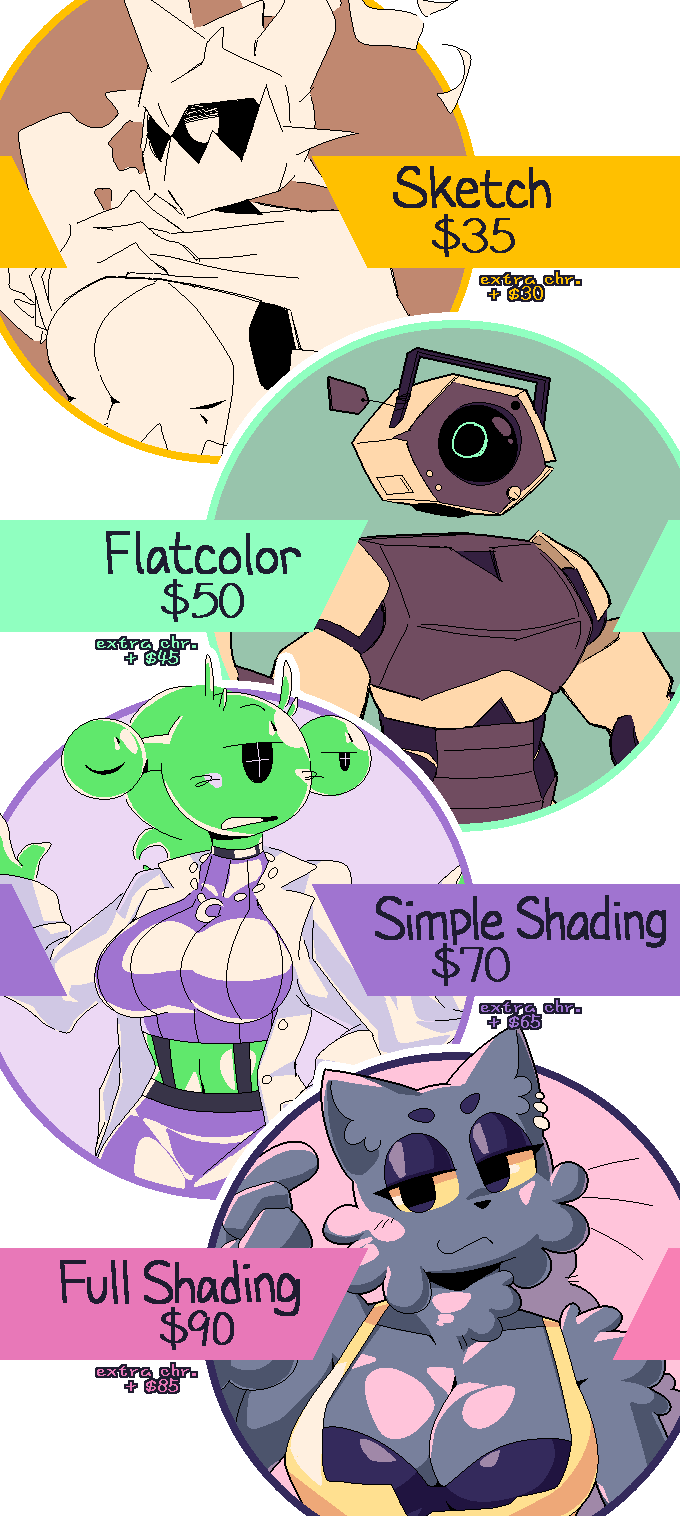 Sketch
$35
extra chr.
+ $30
Flatcolor
$50
extra chr.
+ $45
Simple Shading
$70
extra chr.
+ $65
Full Shading
$90
extra chr.
+ $85